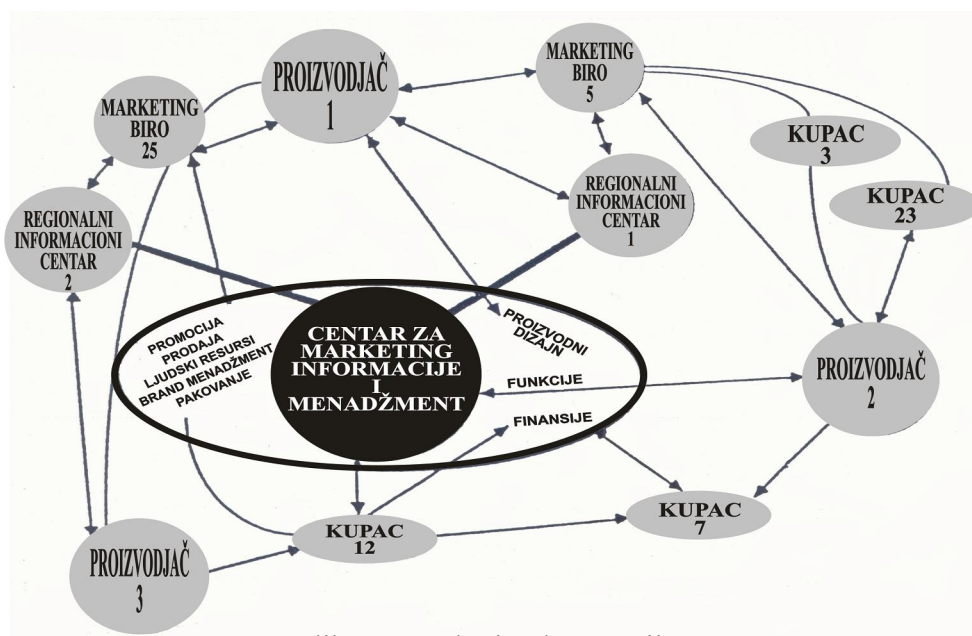 PROIZVODJAČ
1
MARKETING
BIRO
5
MARKETING
BIRO
25
KUPAC
3
KUPAC
23
REGIONALNI
INFORMACIONI
CENTAR
1
REGIONALNI
INFORMACIONI
CENTAR
2
PROMOCIJA
PRODAJA
LJUDSKI RESURSI
BRAND MENADŽMENT
PAKOVANJE
CENTAR ZA
MARKETING
INFORMACIJE
I
MENADŽMENT
PROIZVODNI
DIZAJN
FUNKCIJE
FINANSIJE
PROIZVODJAČ
2
KUPAC
7
KUPAC
12
PROIZVODJAČ
3